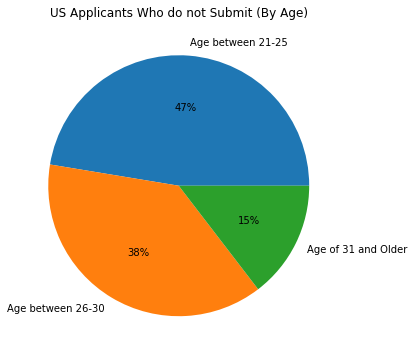 US Applicants Who do not Submit (By Age)
Age between 21-25
47%
38%
15%
Age of 31 and Older
Age between 26-30